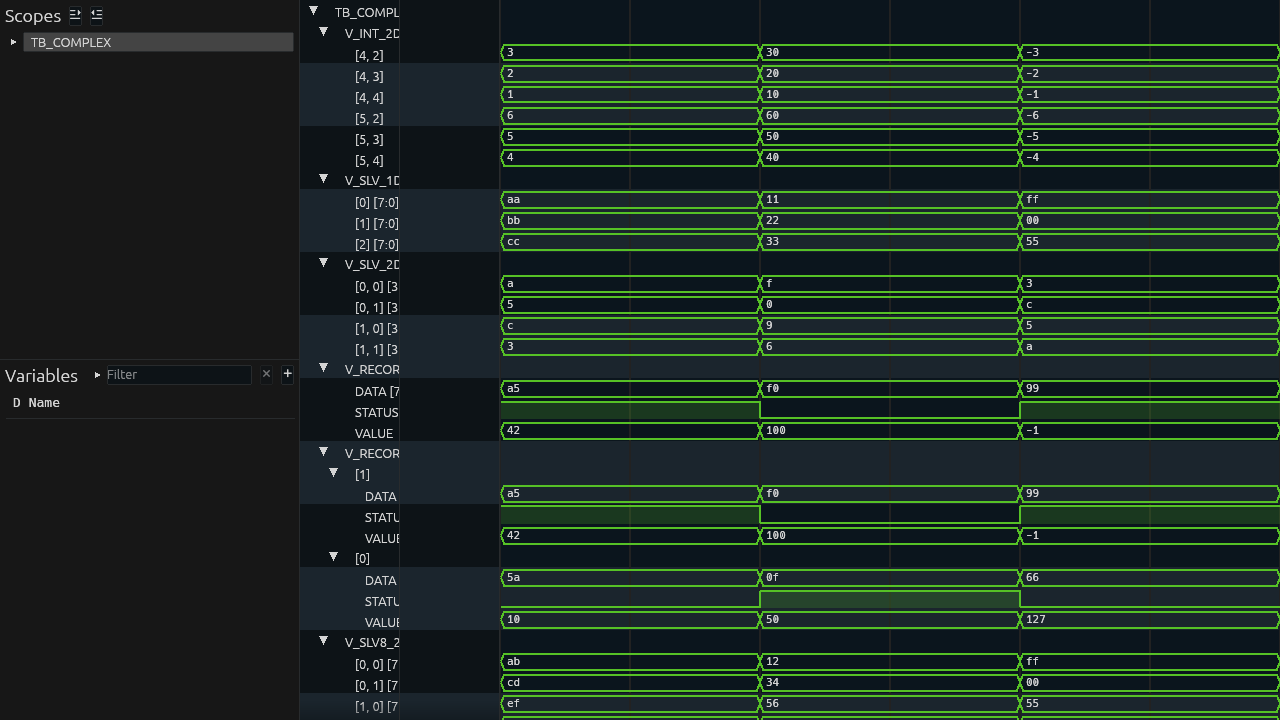 Scopes
TB_COMPLEX
Variables Filter × +
D Name
TB_COMPL
V_INT_2D
[4, 2] 3 30 -3
[4, 3] 2 20 -2
[4, 4] 1 10 -1
[5, 2] 6 60 -6
[5, 3] 5 50 -5
[5, 4] 4 40 -4
V_SLV_1D
[0] [7:0] aa 11 ff
[1] [7:0] bb 22 00
[2] [7:0] cc 33 55
V_SLV_2D
[0, 0] [3 a f 3
[0, 1] [3 5 0 c
[1, 0] [3 c 9 5
[1, 1] [3 3 6 a
V_RECOR
DATA [7 a5 f0 99
STATUS
VALUE 42 100 -1
V_RECOR
[1]
DATA a5 f0 99
STATU
VALUE 42 100 -1
[0]
DATA 5a 0f 66
STATU
VALUE 10 50 127
V_SLV8_2
[0, 0] [7 ab 12 ff
[0, 1] [7 cd 34 00
[1, 0] [7 ef 56 55